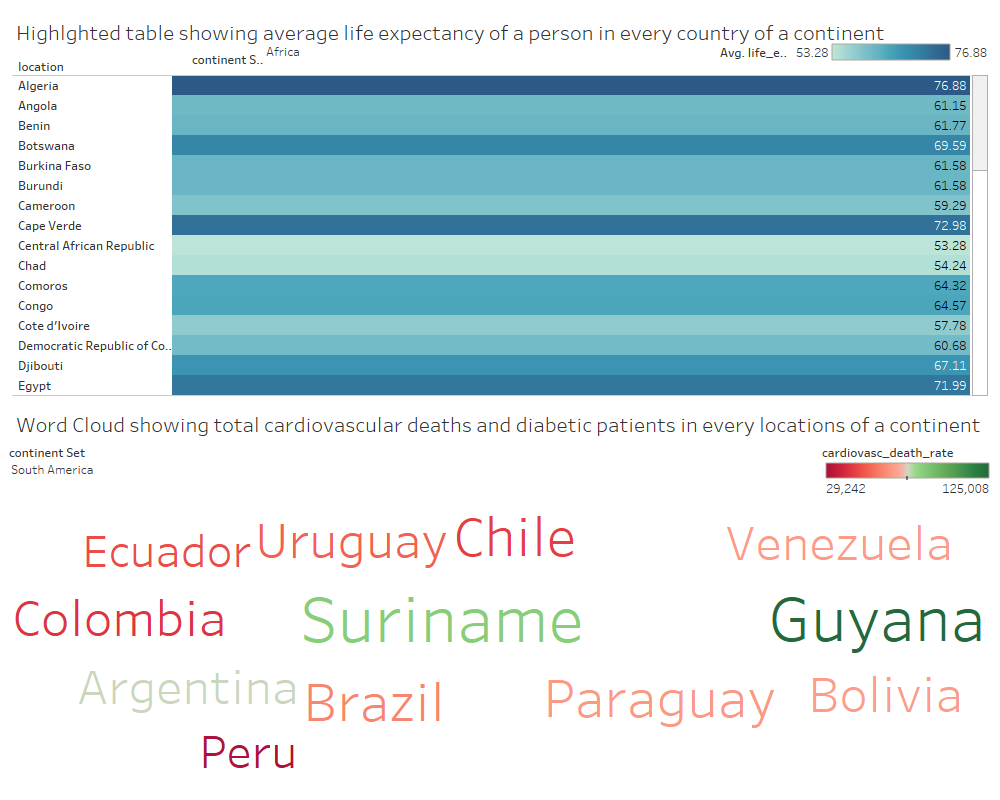 Highlghted table showing average life expectancy of a person in every country of a continent
continent S.. Africa
Avg. life_e.. 53.28 76.88
location
Algeria 76.88
Angola 61.15
Benin 61.77
Botswana 69.59
Burkina Faso 61.58
Burundi 61.58
Cameroon 59.29
Cape Verde 72.98
Central African Republic 53.28
Chad 54.24
Comoros 64.32
Congo 64.57
Cote d’Ivoire 57.78
Democratic Republic of Co.. 60.68
Djibouti 67.11
Egypt 71.99
Word Cloud showing total cardiovascular deaths and diabetic patients in every locations of a continent
continent Set
South America
cardiovasc_death_rate
29,242 125,008
Ecuador Uruguay Chile Venezuela
Colombia Suriname Guyana
Argentina Brazil Paraguay Bolivia
Peru